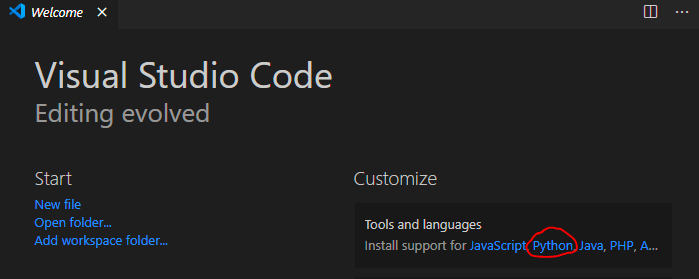 Welcome
Visual Studio Code
Editing evolved
Start
New file
Open folder...
Add workspace folder...
Customize
Tools and languages
Install support for JavaScript, Python, Java, PHP, A...